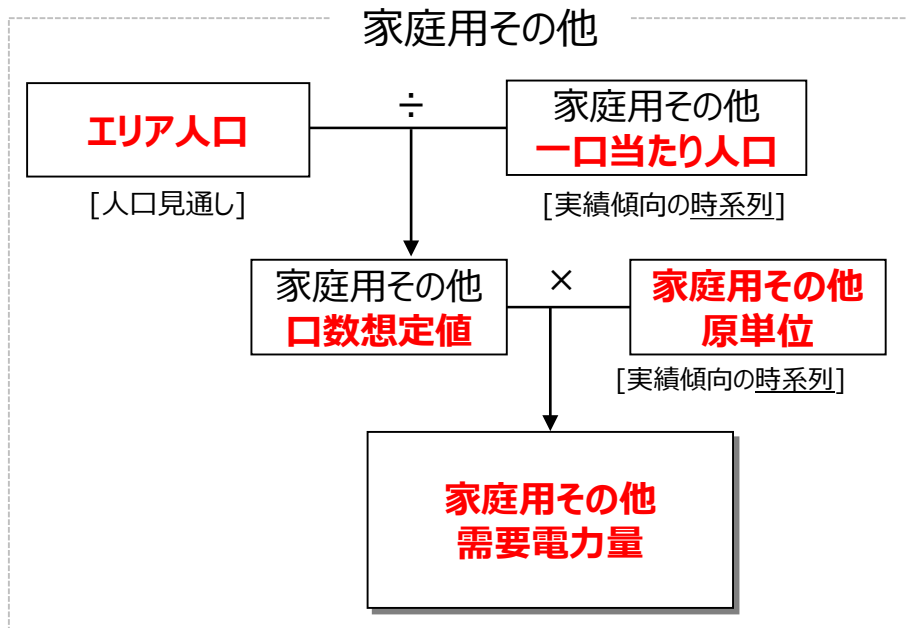 家庭用その他
エリア人口
÷
家庭用その他
一口当たり人口
[人口見通し]
[実績傾向の時系列]
家庭用その他
口数想定値
×
家庭用その他
原単位
[実績傾向の時系列]
家庭用その他
需要電力量